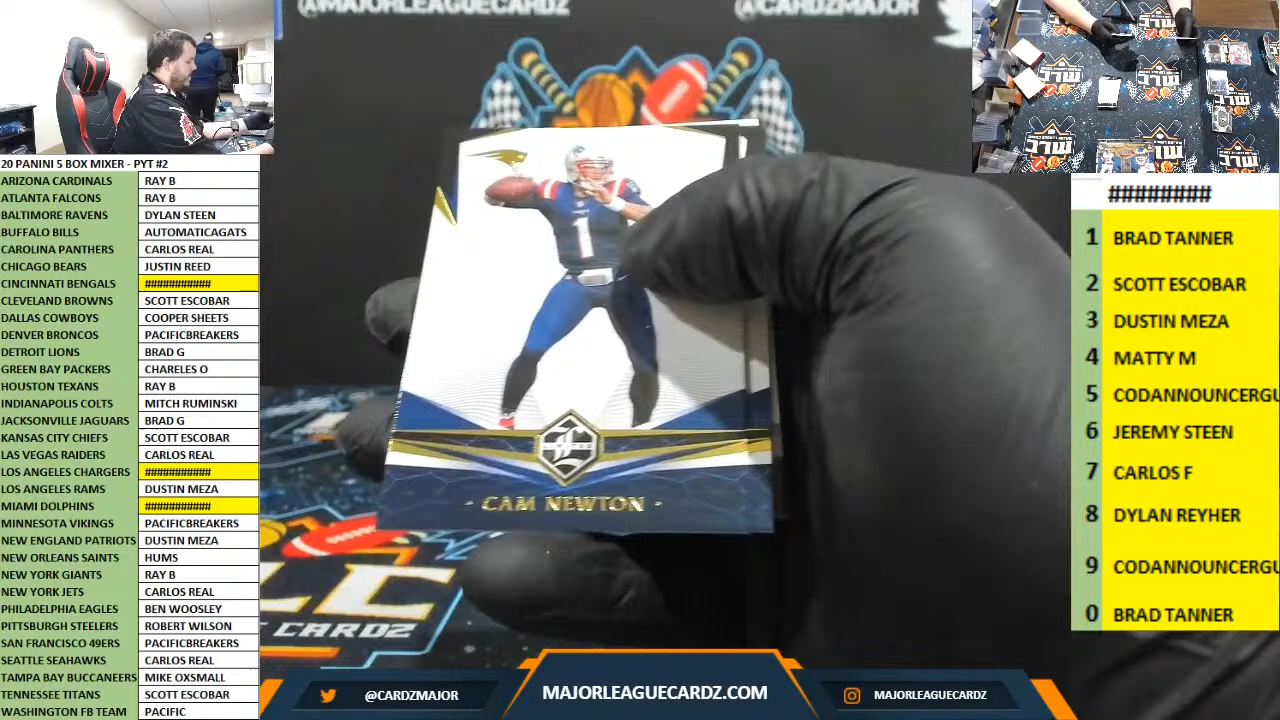 @MAJORLEAGUECARDZ
@CARDZMAJOR
20 PANINI 5 BOX MIXER - PYT #2
ARIZONA CARDINALS RAY B
ATLANTA FALCONS RAY B
BALTIMORE RAVENS DYLAN STEEN
BUFFALO BILLS AUTOMATICAGATS
CAROLINA PANTHERS CARLOS REAL
CHICAGO BEARS JUSTIN REED
CINCINNATI BENGALS ###########
CLEVELAND BROWNS SCOTT ESCOBAR
DALLAS COWBOYS COOPER SHEETS
DENVER BRONCOS PACIFICBREAKERS
DETROIT LIONS BRAD G
GREEN BAY PACKERS CHARELES O
HOUSTON TEXANS RAY B
INDIANAPOLIS COLTS MITCH RUMINSKI
JACKSONVILLE JAGUARS BRAD G
KANSAS CITY CHIEFS SCOTT ESCOBAR
LAS VEGAS RAIDERS CARLOS REAL
LOS ANGELES CHARGERS ###########
LOS ANGELES RAMS DUSTIN MEZA
MIAMI DOLPHINS ###########
MINNESOTA VIKINGS PACIFICBREAKERS
NEW ENGLAND PATRIOTS DUSTIN MEZA
NEW ORLEANS SAINTS HUMS
NEW YORK GIANTS RAY B
NEW YORK JETS CARLOS REAL
PHILADELPHIA EAGLES BEN WOOSLEY
PITTSBURGH STEELERS ROBERT WILSON
SAN FRANCISCO 49ERS PACIFICBREAKERS
SEATTLE SEAHAWKS CARLOS REAL
TAMPA BAY BUCCANEERS MIKE OXSMALL
TENNESSEE TITANS SCOTT ESCOBAR
WASHINGTON FB TEAM PACIFIC
1
LIMITED
- CAM NEWTON -
LC
CARDZ
########
1 BRAD TANNER
2 SCOTT ESCOBAR
3 DUSTIN MEZA
4 MATTY M
5 CODANNOUNCERGU
6 JEREMY STEEN
7 CARLOS F
8 DYLAN REYHER
9 CODANNOUNCERGU
0 BRAD TANNER
@CARDZMAJOR
MAJORLEAGUECARDZ.COM
MAJORLEAGUECARDZ